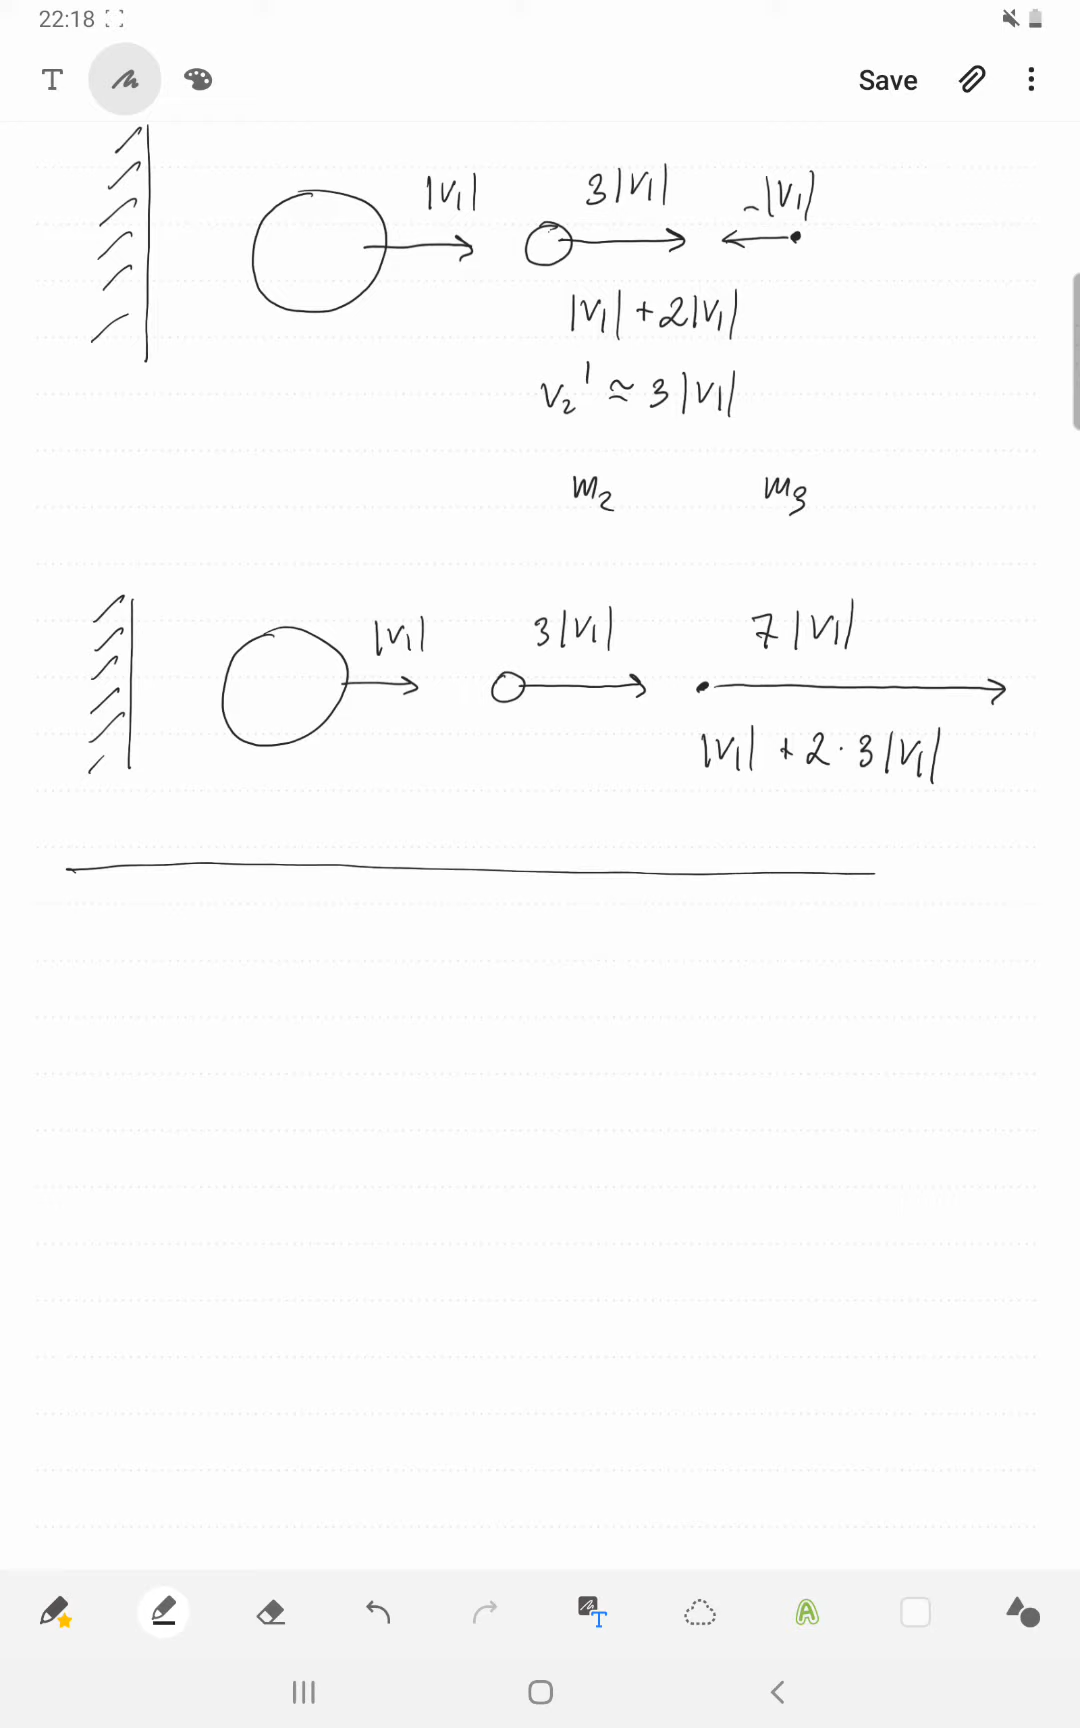 22:18
T Save
|v₁| 3|v₁| -|v₁|
|v₁| + 2|v₁|
v₂' ≈ 3|v₁|
m₂ m₃
|v₁| 3|v₁| 7|v₁|
|v₁| + 2 · 3|v₁|
T A